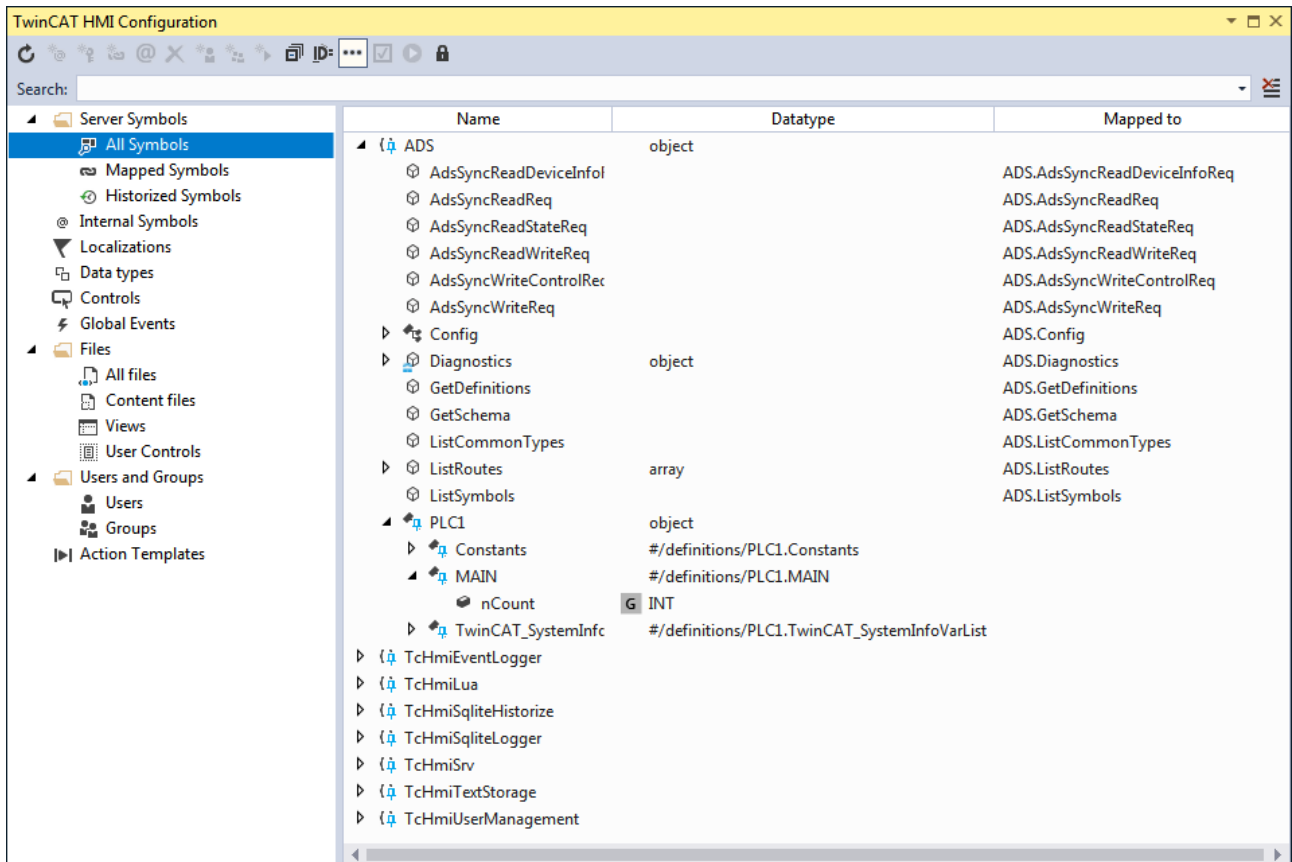 TwinCAT HMI Configuration
ID:
Search:
Server Symbols
All Symbols
Mapped Symbols
Historized Symbols
@ Internal Symbols
Localizations
Data types
Controls
Global Events
Files
All files
Content files
Views
User Controls
Users and Groups
Users
Groups
Action Templates
Name Datatype Mapped to
ADS object
AdsSyncReadDeviceInfoF ADS.AdsSyncReadDeviceInfoReq
AdsSyncReadReq ADS.AdsSyncReadReq
AdsSyncReadStateReq ADS.AdsSyncReadStateReq
AdsSyncReadWriteReq ADS.AdsSyncReadWriteReq
AdsSyncWriteControlRec ADS.AdsSyncWriteControlReq
AdsSyncWriteReq ADS.AdsSyncWriteReq
Config ADS.Config
Diagnostics object ADS.Diagnostics
GetDefinitions ADS.GetDefinitions
GetSchema ADS.GetSchema
ListCommonTypes ADS.ListCommonTypes
ListRoutes array ADS.ListRoutes
ListSymbols ADS.ListSymbols
PLC1 object
Constants #/definitions/PLC1.Constants
MAIN #/definitions/PLC1.MAIN
nCount G INT
TwinCAT_SystemInfc #/definitions/PLC1.TwinCAT_SystemInfoVarList
TcHmiEventLogger
TcHmiLua
TcHmiSqliteHistorize
TcHmiSqliteLogger
TcHmiSrv
TcHmiTextStorage
TcHmiUserManagement